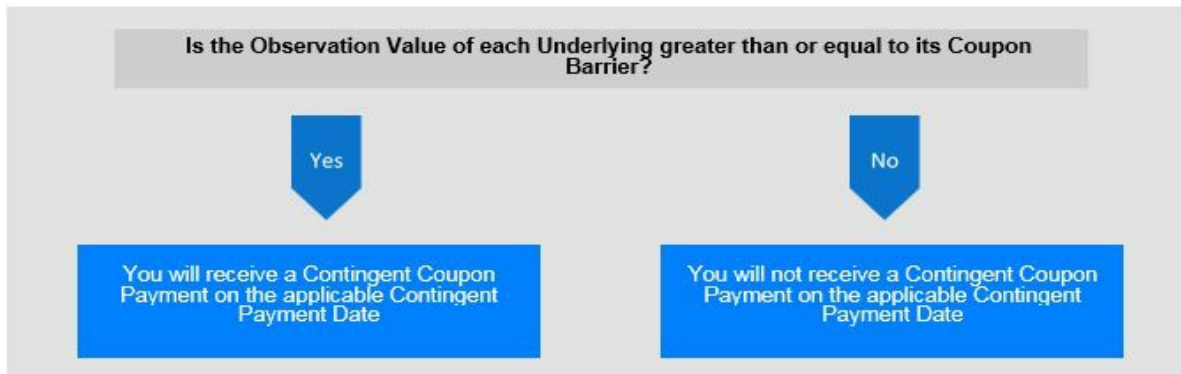 Is the Observation Value of each Underlying greater than or equal to its Coupon
Barrier?
Yes
No
You will receive a Contingent Coupon
Payment on the applicable Contingent
Payment Date
You will not receive a Contingent Coupon
Payment on the applicable Contingent
Payment Date